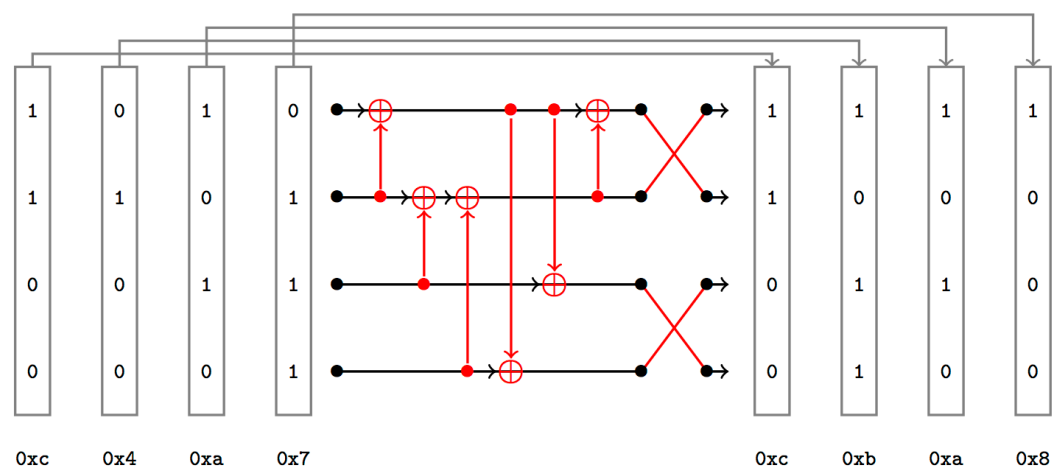 1 0 1 0 1 1 1 1
1 1 0 1 1 0 0 0
0 0 1 1 0 1 1 0
0 0 0 1 0 1 0 0
0xc 0x4 0xa 0x7 0xc 0xb 0xa 0x8